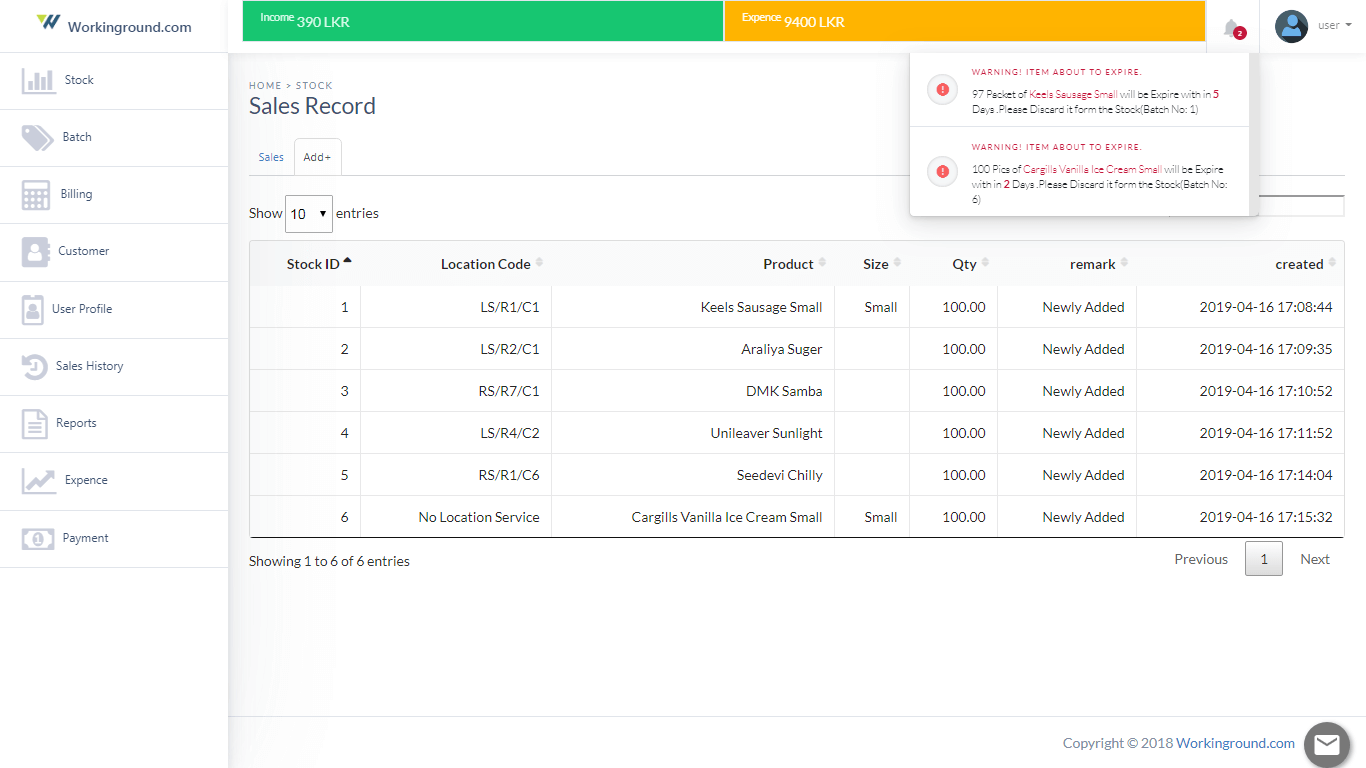 Workinground.com
Income 390 LKR
Expence 9400 LKR
2
user
Stock
Batch
Billing
Customer
User Profile
Sales History
Reports
Expence
Payment
HOME > STOCK
Sales Record
Sales Add+
WARNING! ITEM ABOUT TO EXPIRE.
97 Packet of Keels Sausage Small will be Expire with in 5
Days .Please Discard it form the Stock(Batch No: 1)
WARNING! ITEM ABOUT TO EXPIRE.
100 Pics of Cargills Vanilla Ice Cream Small will be Expire
with in 2 Days .Please Discard it form the Stock(Batch No:
6)
Show 10 entries
Stock ID Location Code Product Size Qty remark created
1 LS/R1/C1 Keels Sausage Small Small 100.00 Newly Added 2019-04-16 17:08:44
2 LS/R2/C1 Araliya Suger 100.00 Newly Added 2019-04-16 17:09:35
3 RS/R7/C1 DMK Samba 100.00 Newly Added 2019-04-16 17:10:52
4 LS/R4/C2 Unileaver Sunlight 100.00 Newly Added 2019-04-16 17:11:52
5 RS/R1/C6 Seedevi Chilly 100.00 Newly Added 2019-04-16 17:14:04
6 No Location Service Cargills Vanilla Ice Cream Small Small 100.00 Newly Added 2019-04-16 17:15:32
Showing 1 to 6 of 6 entries
Previous 1 Next
Copyright © 2018 Workinground.com